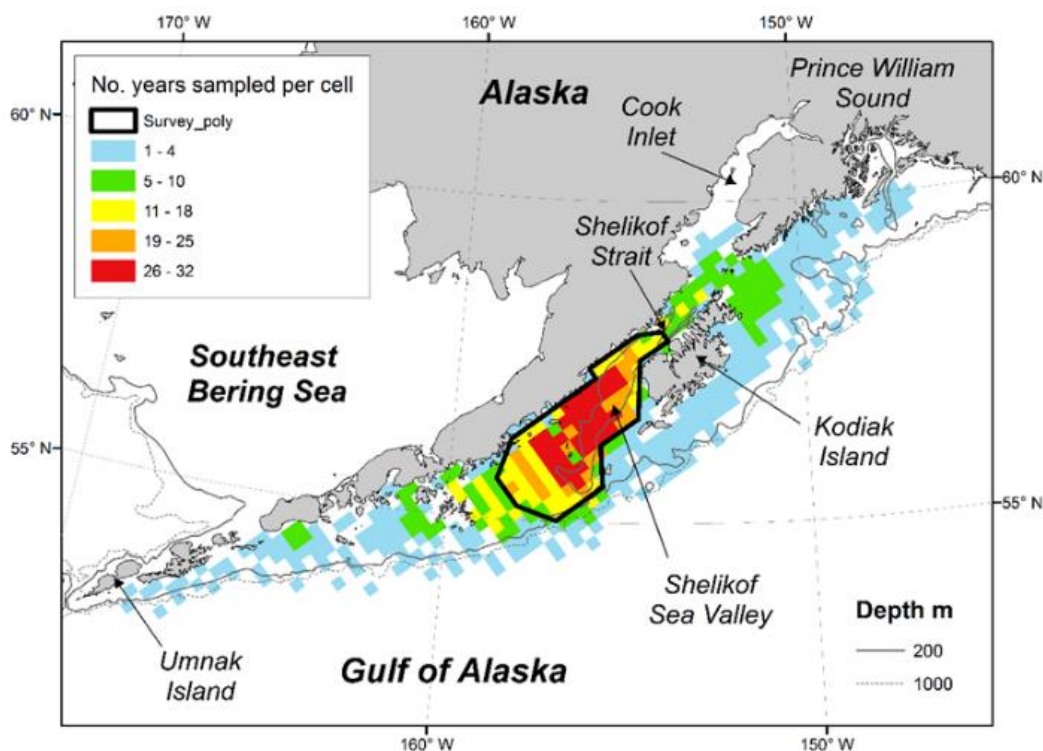 170° W
160° W
150° W
No. years sampled per cell
Survey_poly
1 - 4
5 - 10
11 - 18
19 - 25
26 - 32
Alaska
Prince William
Sound
Cook
Inlet
60° N
60° N
Shelikof
Strait
Southeast
Bering Sea
Kodiak
Island
55° N
55° N
Shelikof
Sea Valley
Umnak
Island
Gulf of Alaska
Depth m
200
1000
160° W
150° W